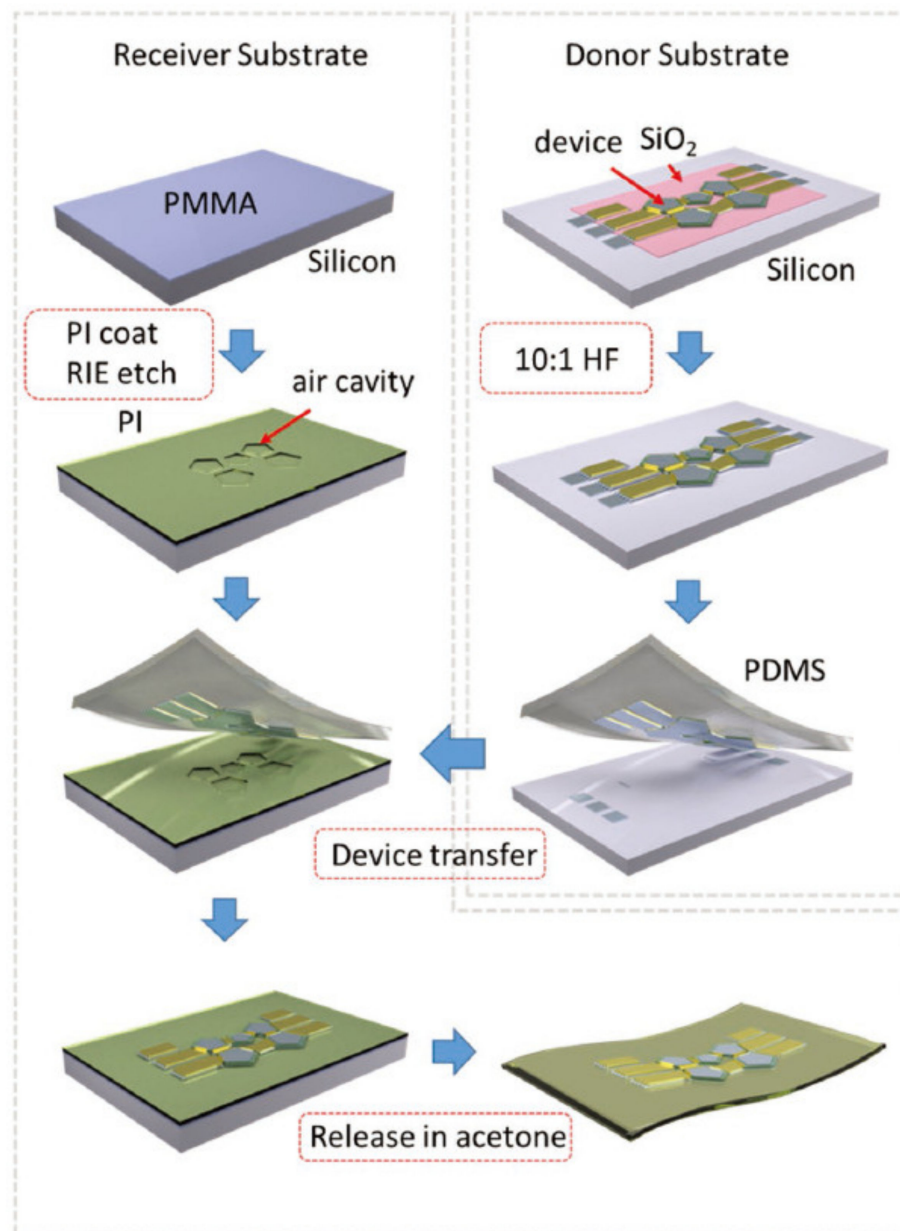 Receiver Substrate
Donor Substrate
PMMA
Silicon
device
SiO₂
Silicon
PI coat
RIE etch
10:1 HF
PI
air cavity
PDMS
Device transfer
Release in acetone